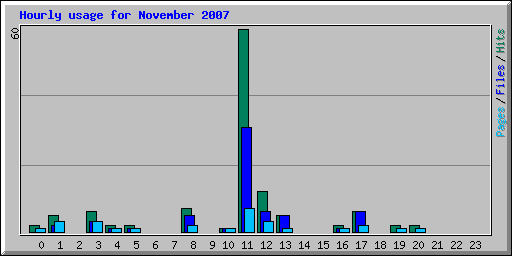 Hourly usage for November 2007
60
Pages/Files/Hits
0 1 2 3 4 5 6 7 8 9 10 11 12 13 14 15 16 17 18 19 20 21 22 23